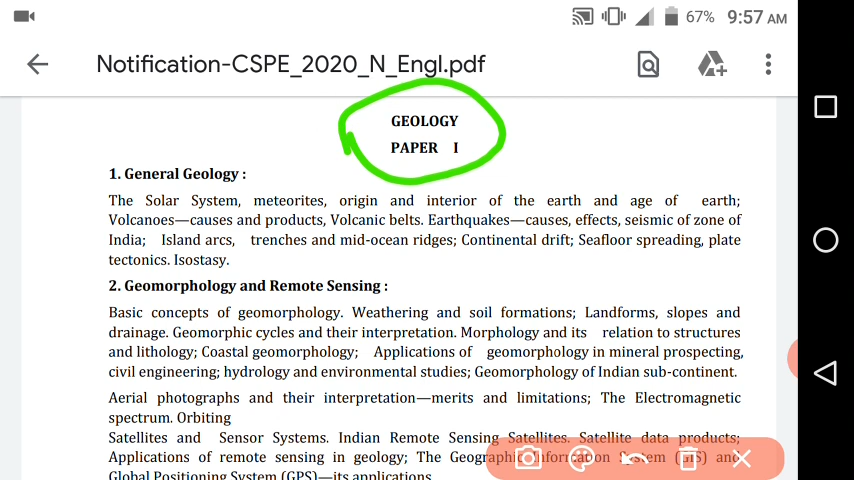 67% 9:57 AM
Notification-CSPE_2020_N_Engl.pdf
GEOLOGY
PAPER I
1. General Geology :
The Solar System, meteorites, origin and interior of the earth and age of earth;
Volcanoes—causes and products, Volcanic belts. Earthquakes—causes, effects, seismic of zone of
India; Island arcs, trenches and mid-ocean ridges; Continental drift; Seafloor spreading, plate
tectonics. Isostasy.
2. Geomorphology and Remote Sensing :
Basic concepts of geomorphology. Weathering and soil formations; Landforms, slopes and
drainage. Geomorphic cycles and their interpretation. Morphology and its relation to structures
and lithology; Coastal geomorphology; Applications of geomorphology in mineral prospecting,
civil engineering; hydrology and environmental studies; Geomorphology of Indian sub-continent.
Aerial photographs and their interpretation—merits and limitations; The Electromagnetic
spectrum. Orbiting
Satellites and Sensor Systems. Indian Remote Sensing Satellites. Satellite data products;
Applications of remote sensing in geology; The Geographic Information System (GIS) and
Global Positioning System (GPS)—its applications.